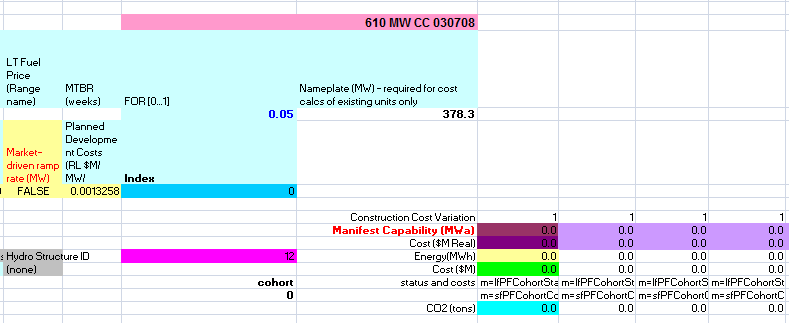 610 MW CC 030708
LT Fuel
Price
(Range
name)
MTBR
(weeks)
FOR [0...1]
Nameplate (MW) - required for cost
calcs of existing units only
0.05
378.3
Market-
driven ramp
rate (MW)
Planned
Developme
nt Costs
(RL $M/
MW/
Index
FALSE
0.0013258
0
Construction Cost Variation 1 1 1 1
Manifest Capability (MWa) 0.0 0.0 0.0 0.0
Cost ($M Real) 0.0 0.0 0.0 0.0
s Hydro Structure ID 12 Energy(MWh) 0.0 0.0 0.0 0.0
(none) Cost ($M) 0.0 0.0 0.0 0.0
cohort status and costs m=lfPFCohortSta m=lfPFCohortSt m=lfPFCohortS m=lfPFCohortSt
0 m=sfPFCohortCo m=sfPFCohortC m=sfPFCohort( m=sfPFCohortC
CO2 (tons) 0.0 0.0 0.0 0.0